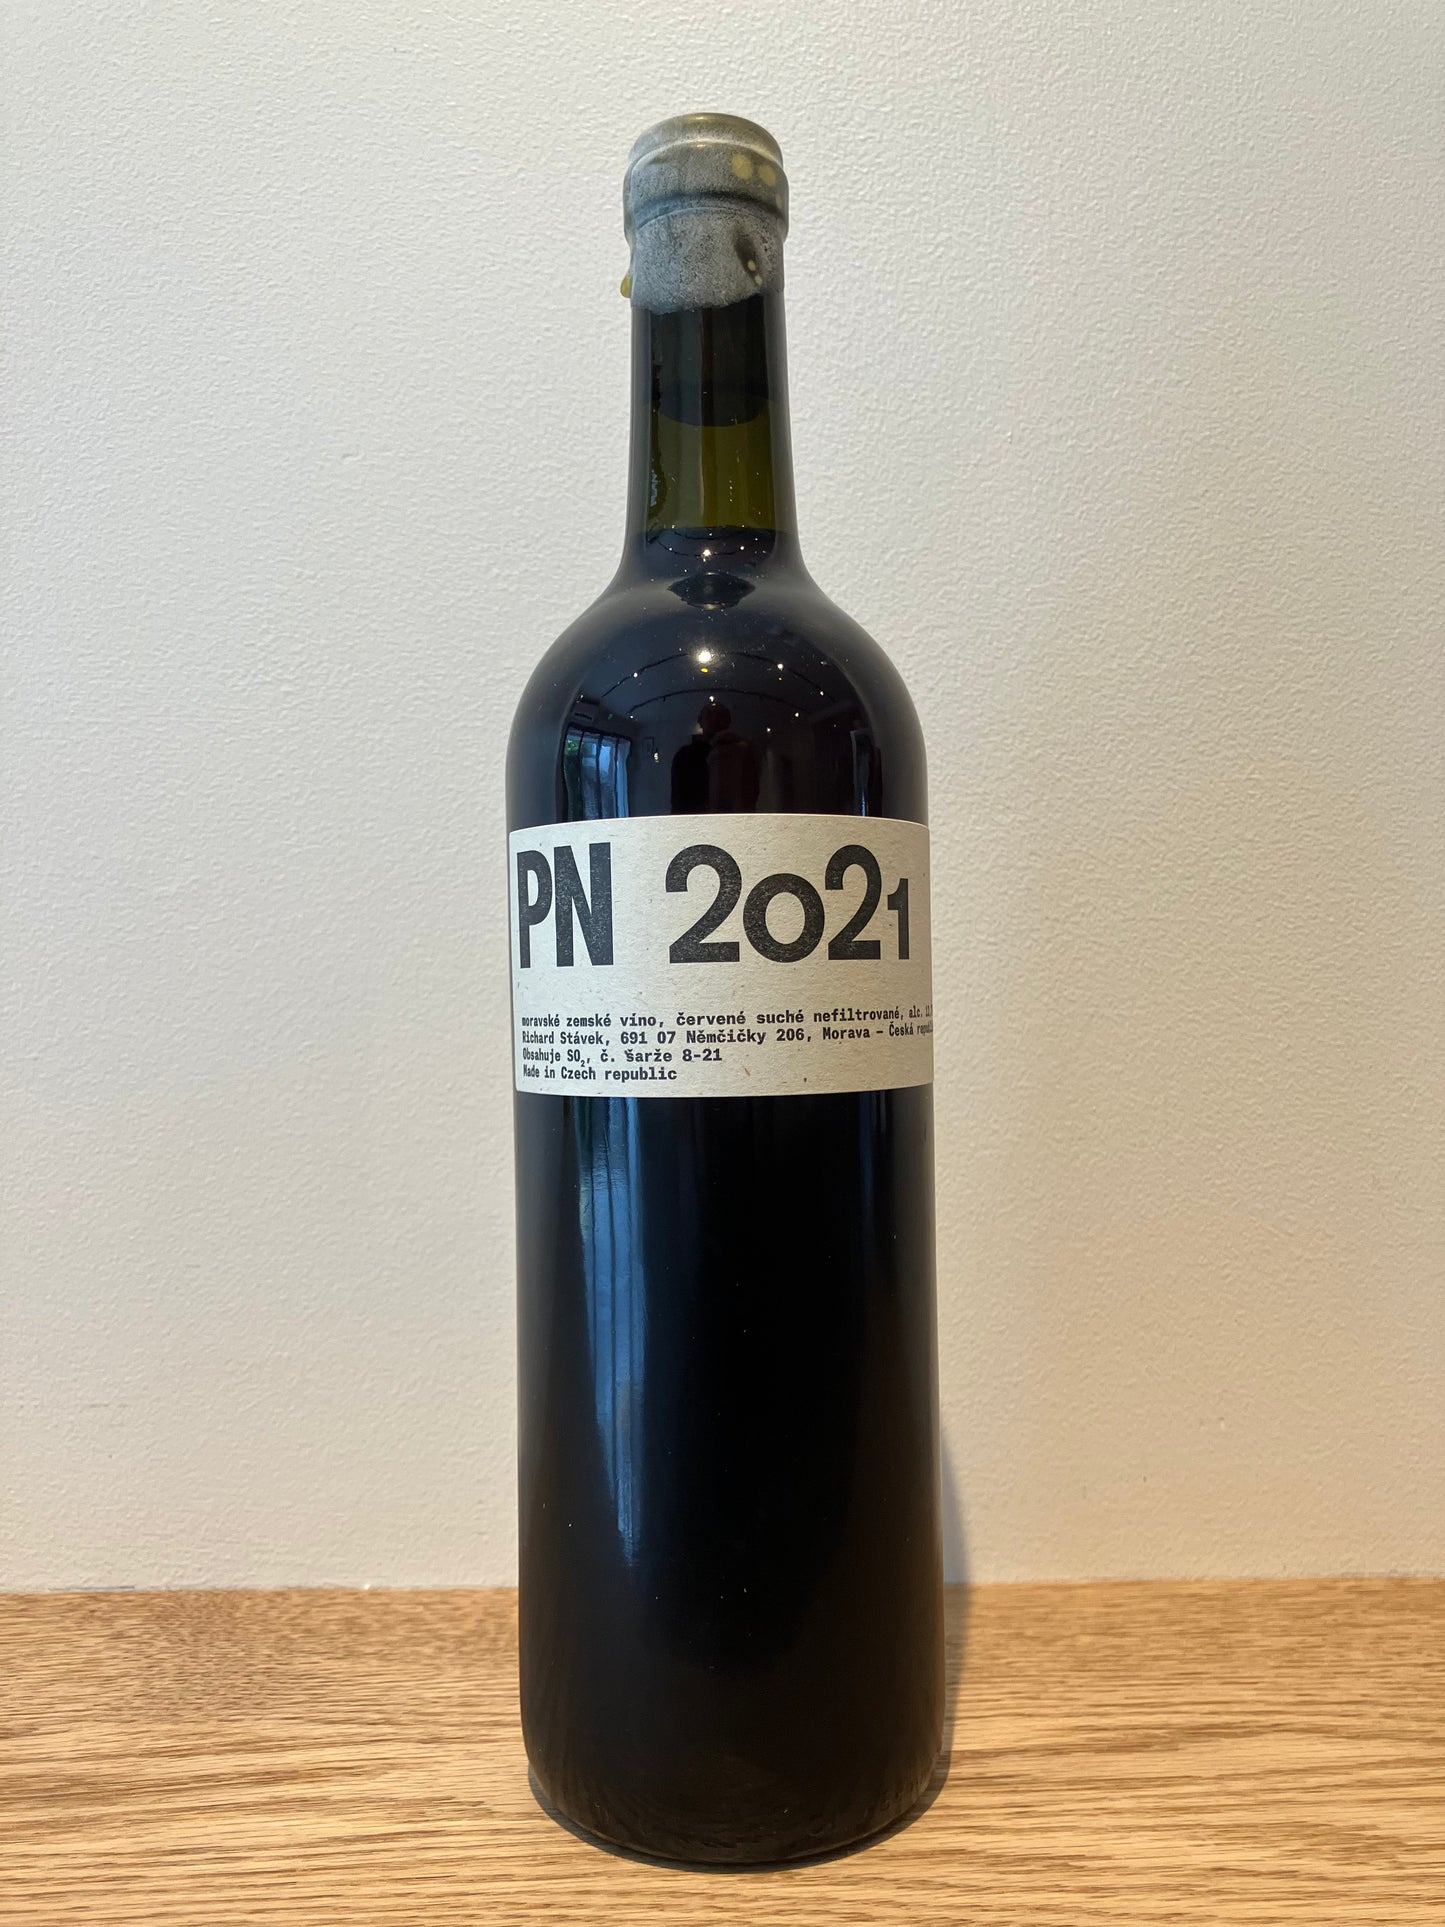 PN 2021
moravské zemské víno, červené suché nefiltrované, alc.
Richard Stávek, 691 07 Němčičky 206, Morava – Česká
Obsahuje SO₂, č. šarže 8-21
Made in Czech republic